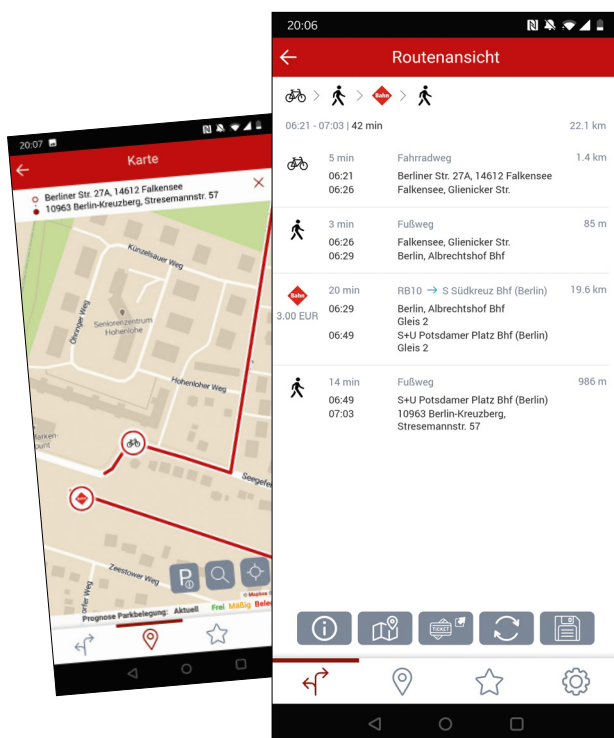 20:07
Karte
Berliner Str. 27A, 14612 Falkensee
10963 Berlin-Kreuzberg, Stresemannstr. 57
Künzelsauer Weg
Öhringer Weg
Seniorenzentrum
Hohenlohe
Hohenloher Weg
Bahn
Zeestower Weg
P
© Mapbox
Prognose Parkbelegung: Aktuell Frei Mäßig
20:06
Routenansicht
Bahn
06:21 - 07:03 | 42 min 22.1 km
5 min Fahrradweg 1.4 km
06:21 Berliner Str. 27A, 14612 Falkensee
06:26 Falkensee, Glienicker Str.
3 min Fußweg 85 m
06:26 Falkensee, Glienicker Str.
06:29 Berlin, Albrechtshof Bhf
Bahn 20 min RB10 → S Südkreuz Bhf (Berlin) 19.6 km
3.00 EUR 06:29 Berlin, Albrechtshof Bhf
Gleis 2
06:49 S+U Potsdamer Platz Bhf (Berlin)
Gleis 2
14 min Fußweg 986 m
06:49 S+U Potsdamer Platz Bhf (Berlin)
07:03 10963 Berlin-Kreuzberg,
Stresemannstr. 57
TICKET